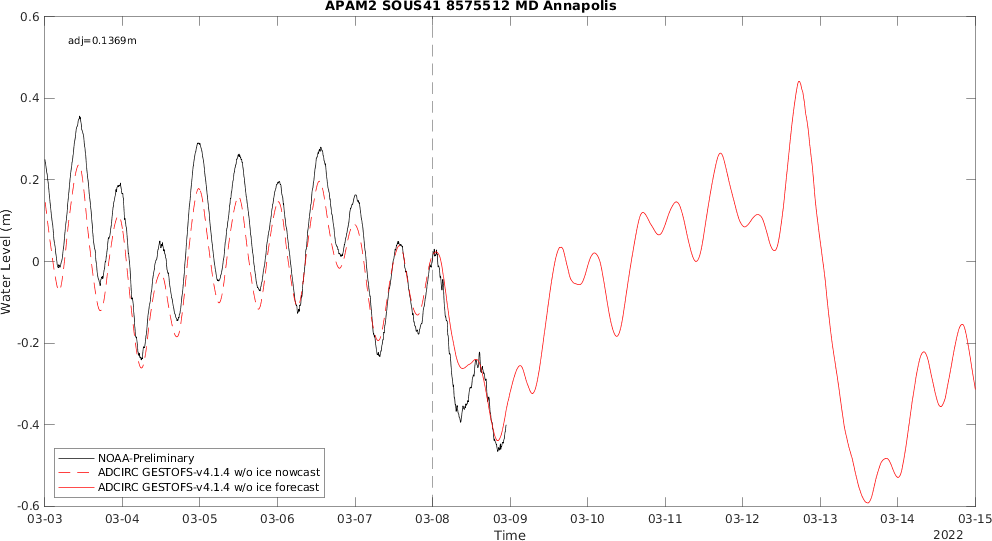 APAM2 SOUS41 8575512 MD Annapolis
adj=0.1369m
0.6
0.4
0.2
0
-0.2
-0.4
-0.6
Water Level (m)
NOAA-Preliminary
ADCIRC GESTOFS-v4.1.4 w/o ice nowcast
ADCIRC GESTOFS-v4.1.4 w/o ice forecast
03-03 03-04 03-05 03-06 03-07 03-08 03-09 03-10 03-11 03-12 03-13 03-14 03-15
Time
2022